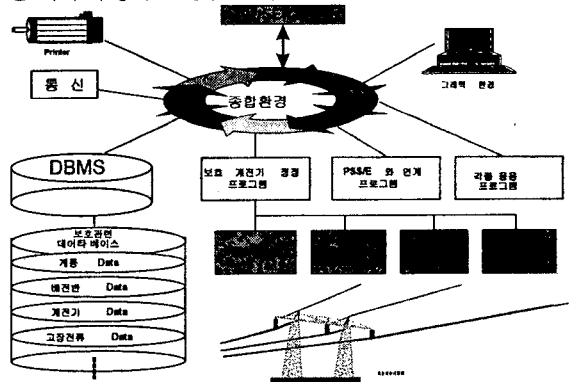 Printer
통 신
종합환경
그래픽 환경
DBMS
보호 계전기 정정
프로그램
PSS/E 와 연계
프로그램
각종 응용
프로그램
보호관련
데이타 베이스
계통 Data
배전반 Data
계전기 Data
고장전류 Data